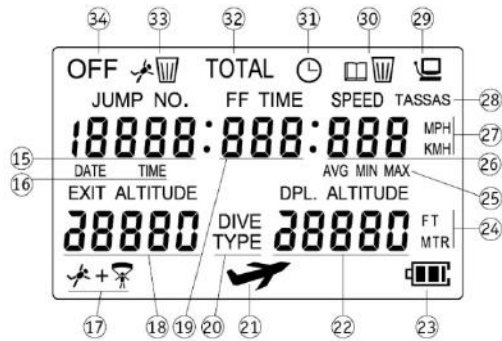 34 33 32 31 30 29
OFF TOTAL
JUMP NO. FF TIME SPEED TASSAS 28
18888:888:888 MPH 27
KMH
15 26
16 DATE TIME AVG MIN MAX
25
EXIT ALTITUDE DPL. ALTITUDE
DIVE FT 24
d8880 TYPE d8880 MTR
+
17 18 19 20 21 22 23